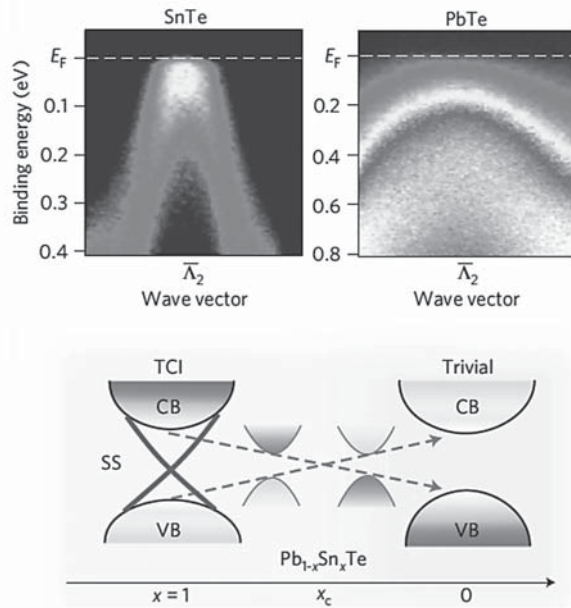 SnTe
PbTe
E_F
0.1
0.2
0.3
0.4
Binding energy (eV)
Λ̅₂
Wave vector
E_F
0.2
0.4
0.6
0.8
Λ̅₂
Wave vector
TCI
Trivial
CB
CB
SS
VB
VB
Pb₁₋ₓSnₓTe
x = 1
x_c
0